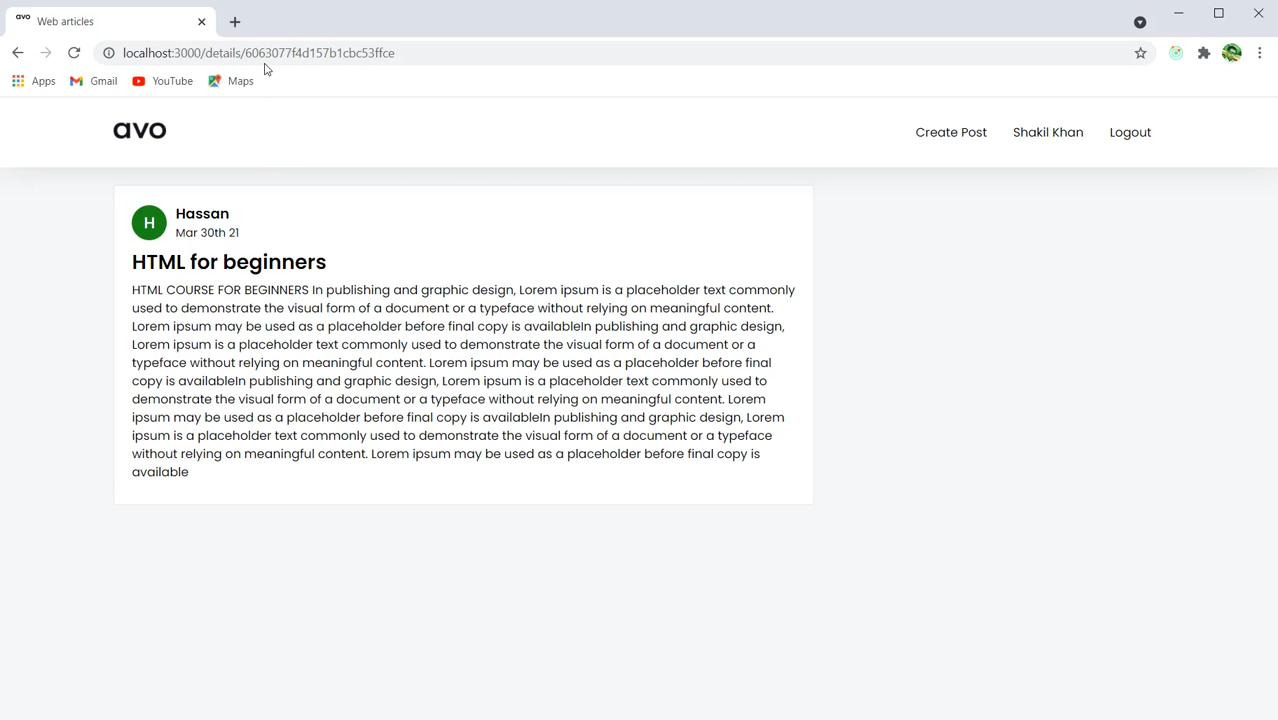 avo Web articles
localhost:3000/details/6063077f4d157b1cbc53ffce
Apps Gmail YouTube Maps
avo
Create Post Shakil Khan Logout
H
Hassan
Mar 30th 21
HTML for beginners
HTML COURSE FOR BEGINNERS In publishing and graphic design, Lorem ipsum is a placeholder text commonly
used to demonstrate the visual form of a document or a typeface without relying on meaningful content.
Lorem ipsum may be used as a placeholder before final copy is availableIn publishing and graphic design,
Lorem ipsum is a placeholder text commonly used to demonstrate the visual form of a document or a
typeface without relying on meaningful content. Lorem ipsum may be used as a placeholder before final
copy is availableIn publishing and graphic design, Lorem ipsum is a placeholder text commonly used to
demonstrate the visual form of a document or a typeface without relying on meaningful content. Lorem
ipsum may be used as a placeholder before final copy is availableIn publishing and graphic design, Lorem
ipsum is a placeholder text commonly used to demonstrate the visual form of a document or a typeface
without relying on meaningful content. Lorem ipsum may be used as a placeholder before final copy is
available